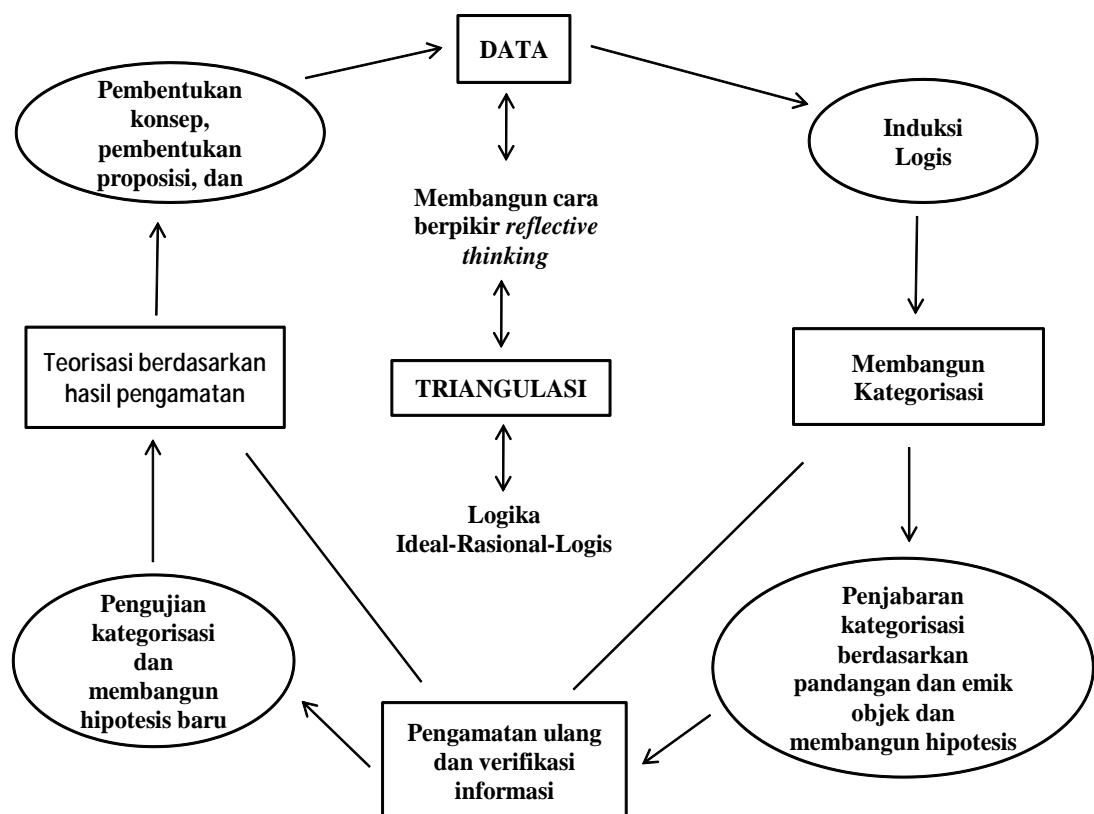 DATA
Pembentukan
konsep,
pembentukan
proposisi, dan
Induksi
Logis
Membangun cara
berpikir reflective
thinking
Teorisasi berdasarkan
hasil pengamatan
TRIANGULASI
Membangun
Kategorisasi
Logika
Ideal-Rasional-Logis
Pengujian
kategorisasi
dan
membangun
hipotesis baru
Penjabaran
kategorisasi
berdasarkan
pandangan dan emik
objek dan
membangun hipotesis
Pengamatan ulang
dan verifikasi
informasi